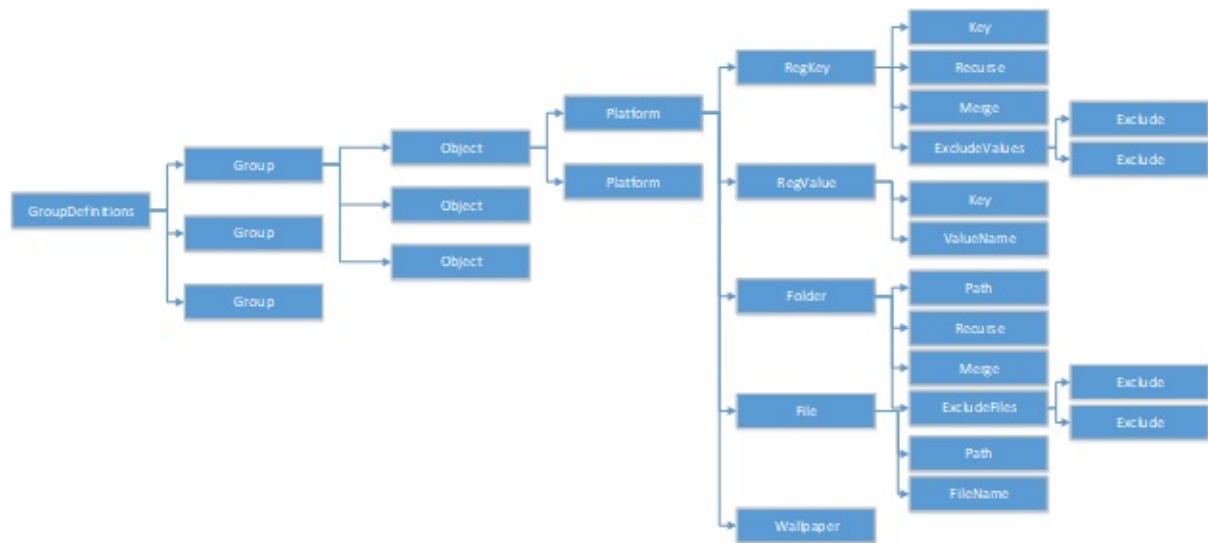 GroupDefinitions
Group
Group
Group
Object
Object
Object
Platform
Platform
RegKey
RegValue
Folder
File
Wallpaper
Key
Recurse
Merge
ExcludeValues
Key
ValueName
Path
Recurse
Merge
ExcludeFiles
Path
FileName
Exclude
Exclude
Exclude
Exclude